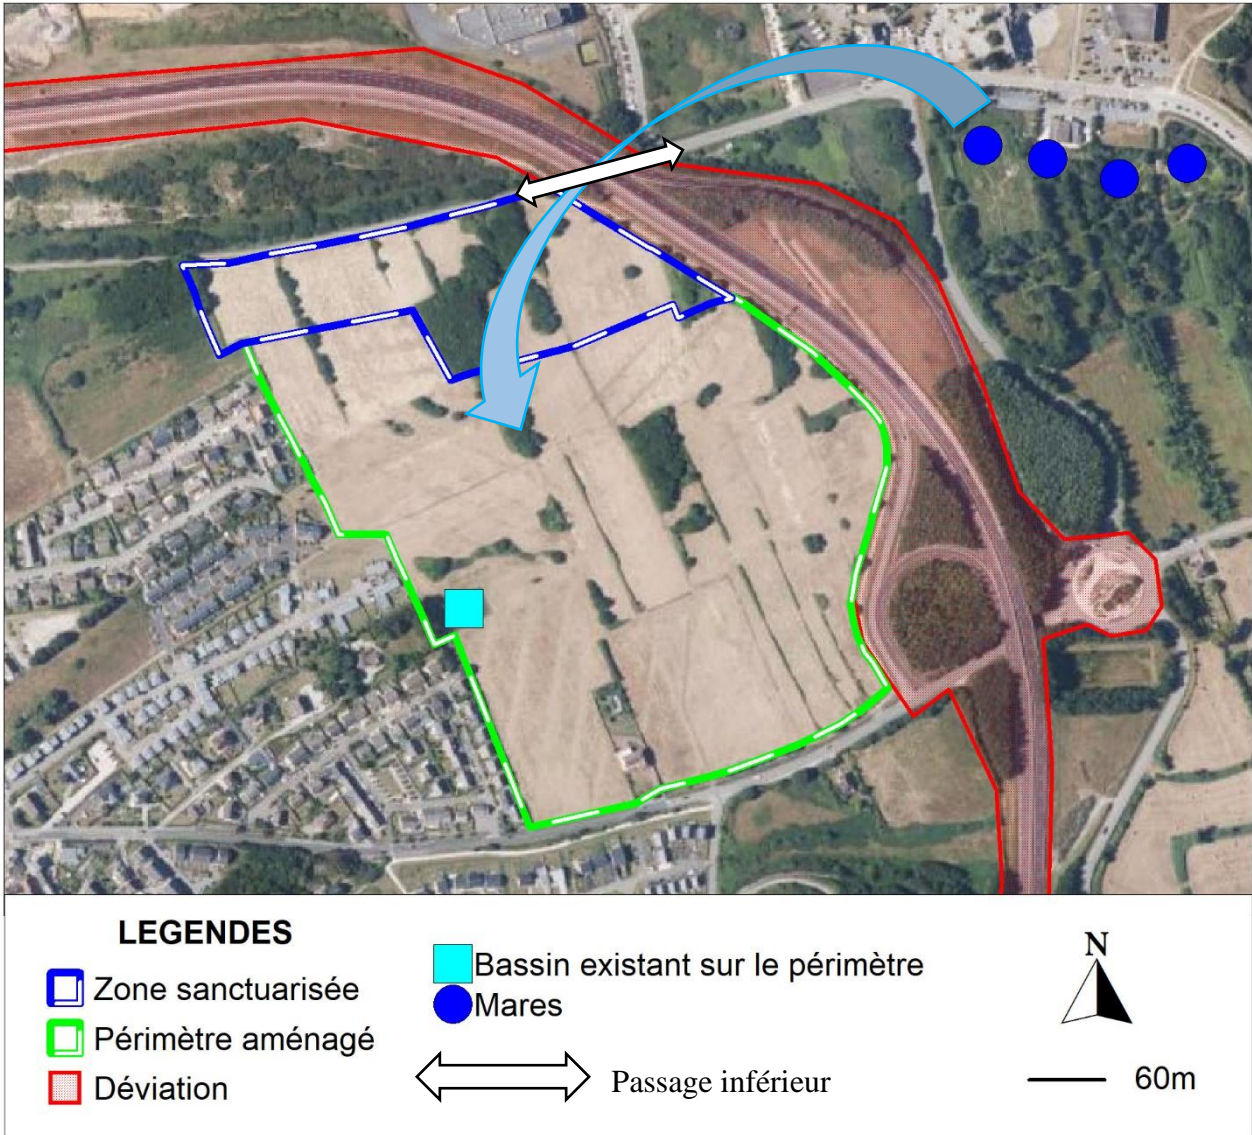 LEGENDES
Zone sanctuarisée
Périmètre aménagé
Déviation
Bassin existant sur le périmètre
Mares
Passage inférieur
N
60m